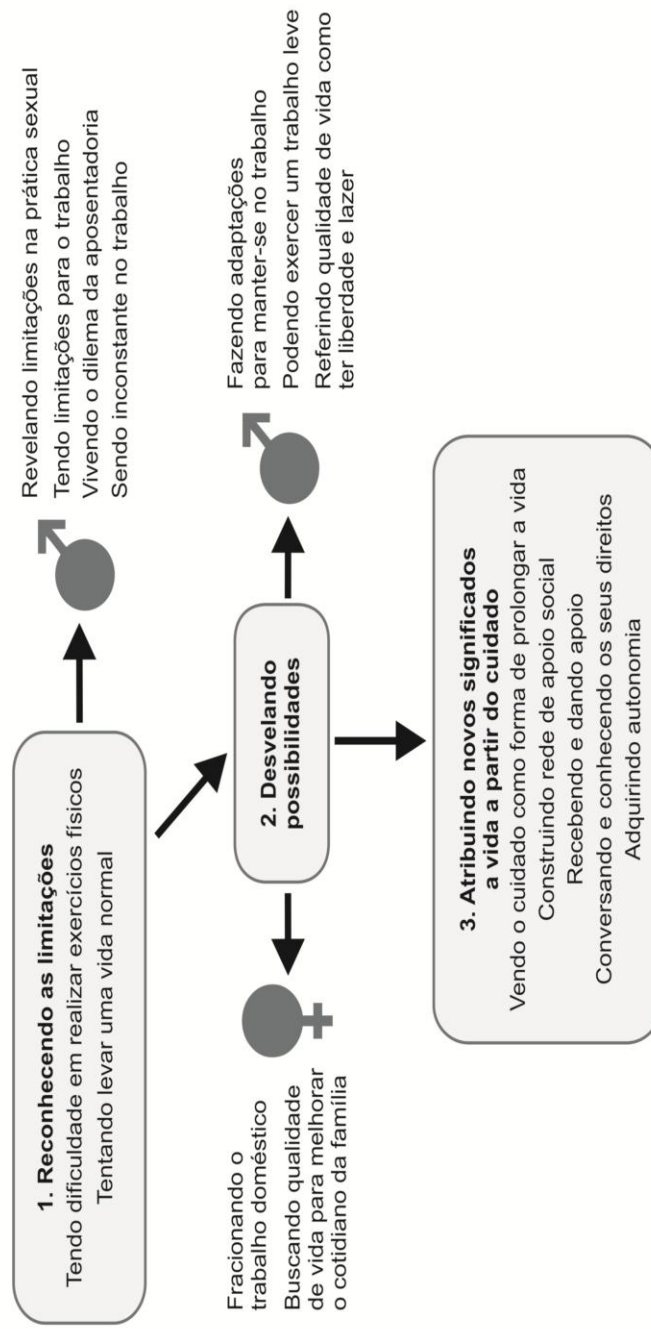 1. Reconhecendo as limitações
Tendo dificuldade em realizar exercícios físicos
Tentando levar uma vida normal
Revelando limitações na prática sexual
Tendo limitações para o trabalho
Vivendo o dilema da aposentadoria
Sendo inconstante no trabalho
Fracionando o
trabalho doméstico
Buscando qualidade
de vida para melhorar
o cotidiano da família
2. Desvelando
possibilidades
Fazendo adaptações
para manter-se no trabalho
Podendo exercer um trabalho leve
Referindo qualidade de vida como
ter liberdade e lazer
3. Atribuindo novos significados
a vida a partir do cuidado
Vendo o cuidado como forma de prolongar a vida
Construindo rede de apoio social
Recebendo e dando apoio
Conversando e conhecendo os seus direitos
Adquirindo autonomia